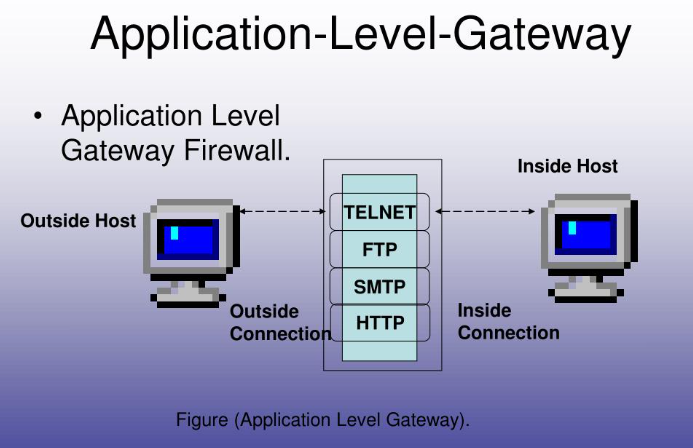 Application-Level-Gateway
• Application Level
Gateway Firewall.
Inside Host
Outside Host
TELNET
FTP
SMTP
HTTP
Outside
Connection
Inside
Connection
Figure (Application Level Gateway).